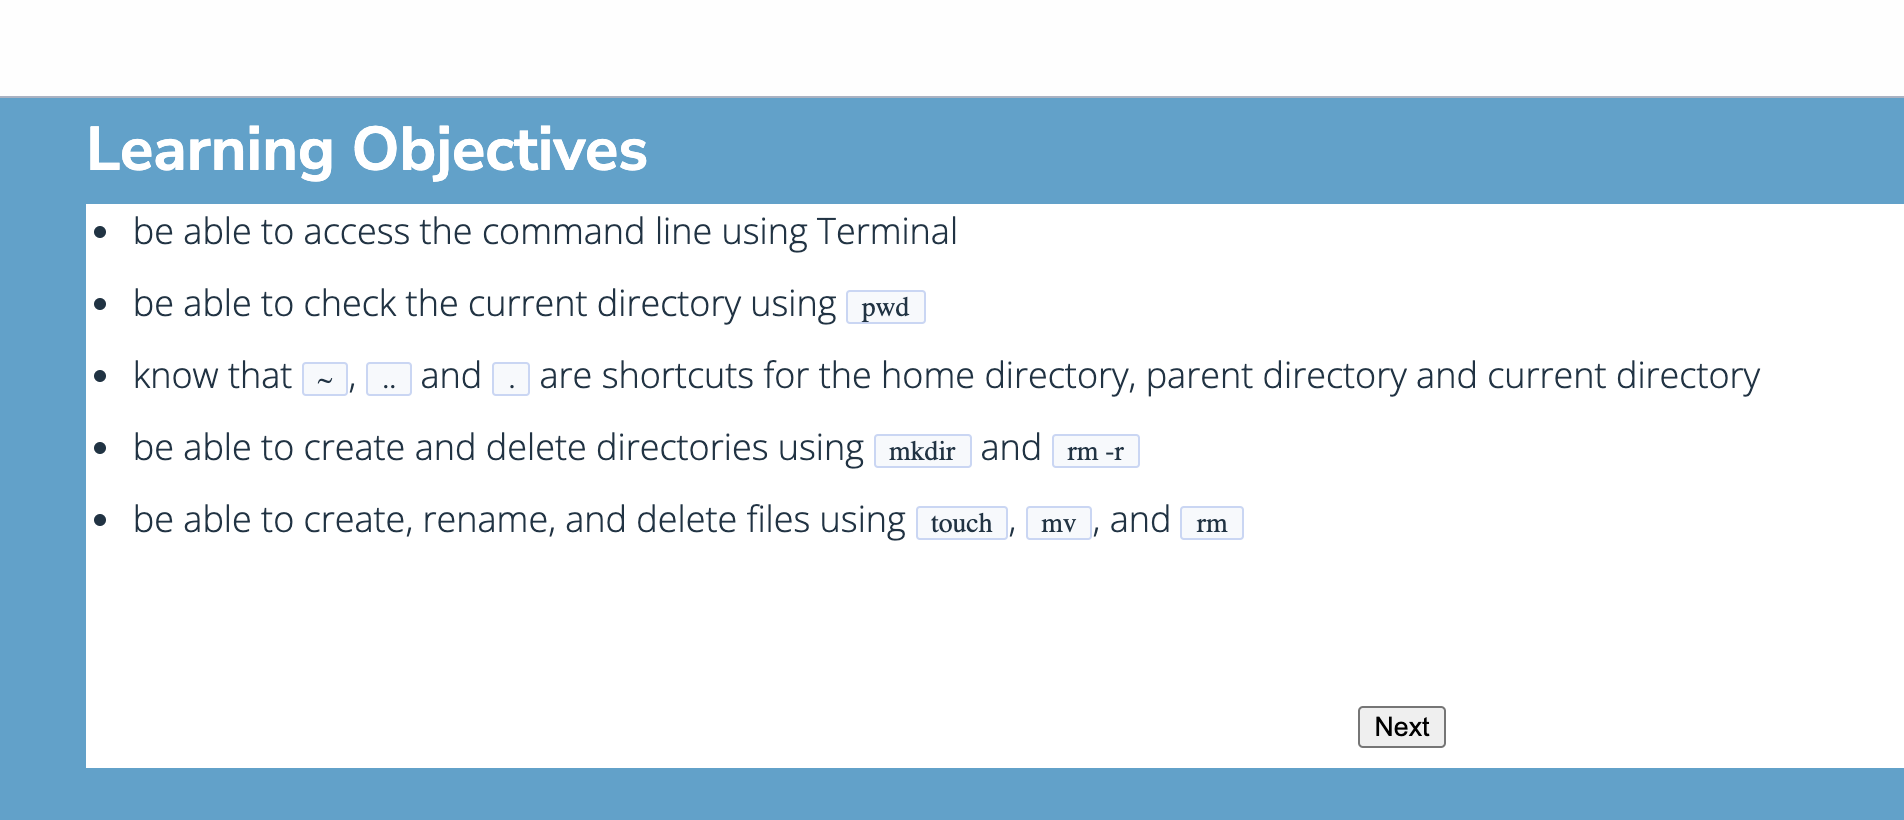 Learning Objectives
• be able to access the command line using Terminal
• be able to check the current directory using pwd
• know that ~, .. and . are shortcuts for the home directory, parent directory and current directory
• be able to create and delete directories using mkdir and rm -r
• be able to create, rename, and delete files using touch, mv, and rm
Next